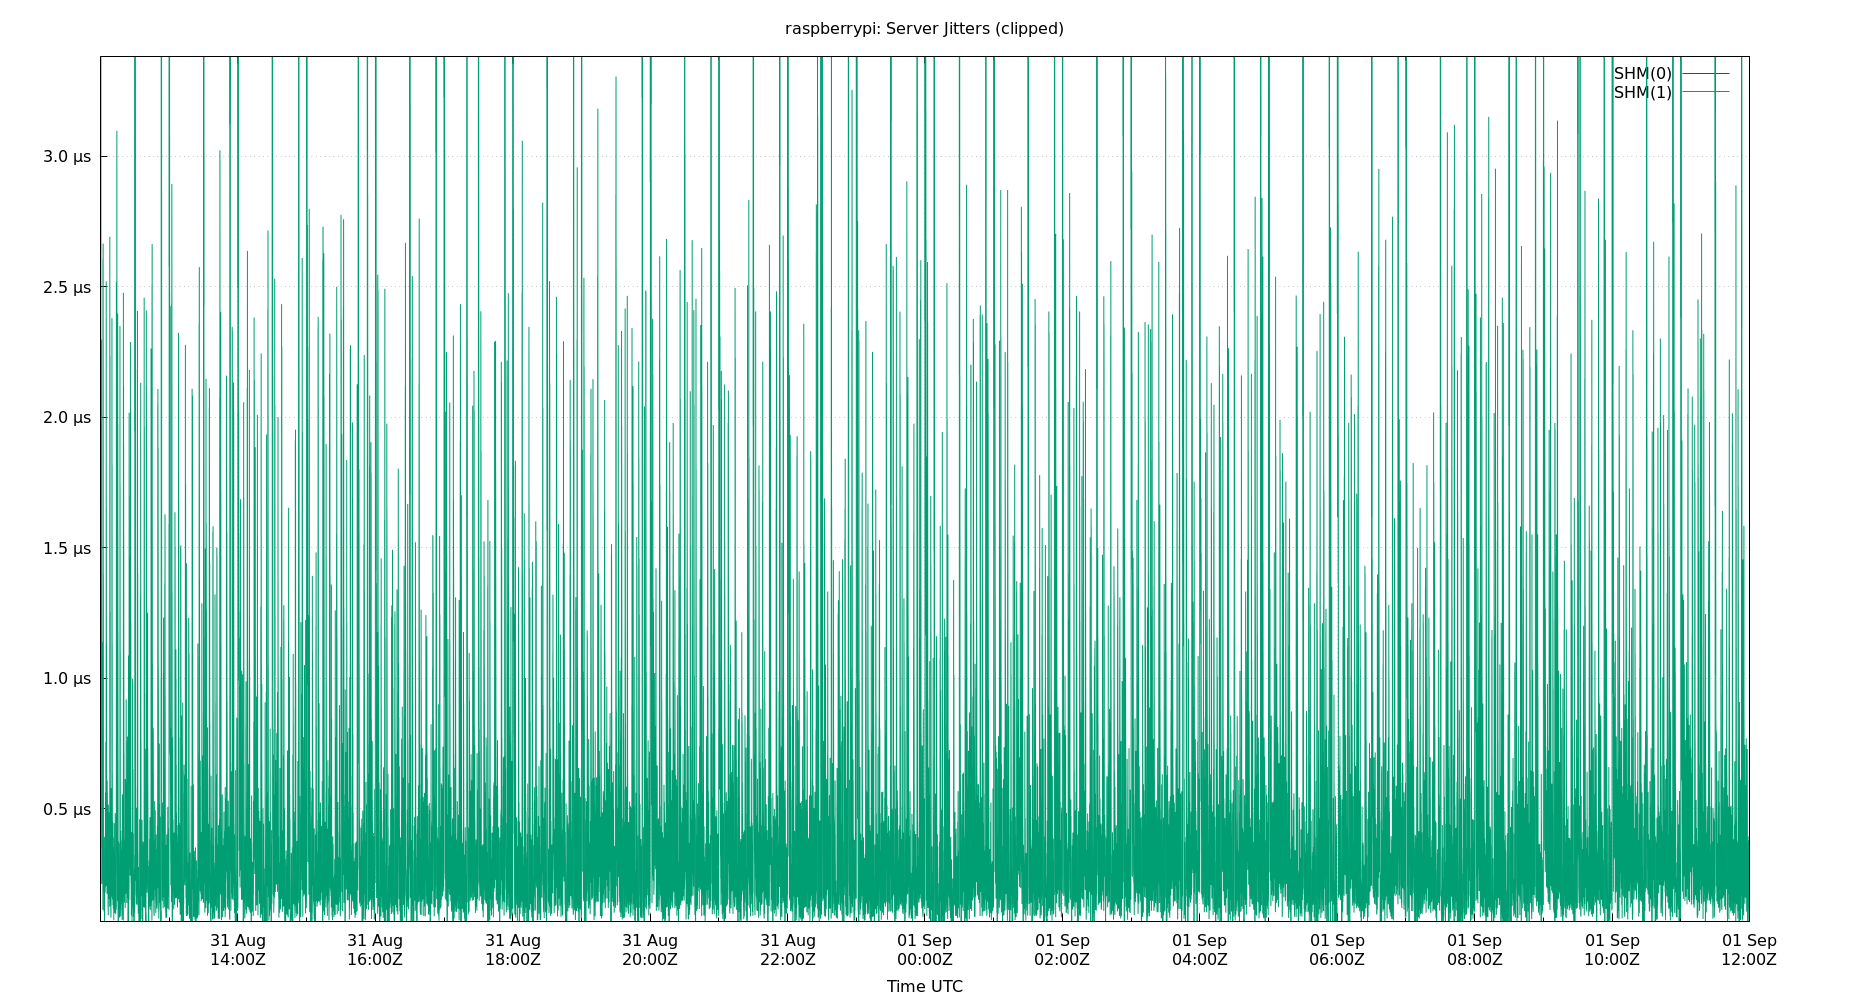 raspberrypi: Server Jitters (clipped)
SHM(0)
SHM(1)
3.0 µs
2.5 µs
2.0 µs
1.5 µs
1.0 µs
0.5 µs
31 Aug 31 Aug 31 Aug 31 Aug 31 Aug 01 Sep 01 Sep 01 Sep 01 Sep 01 Sep 01 Sep 01 Sep
14:00Z 16:00Z 18:00Z 20:00Z 22:00Z 00:00Z 02:00Z 04:00Z 06:00Z 08:00Z 10:00Z 12:00Z
Time UTC